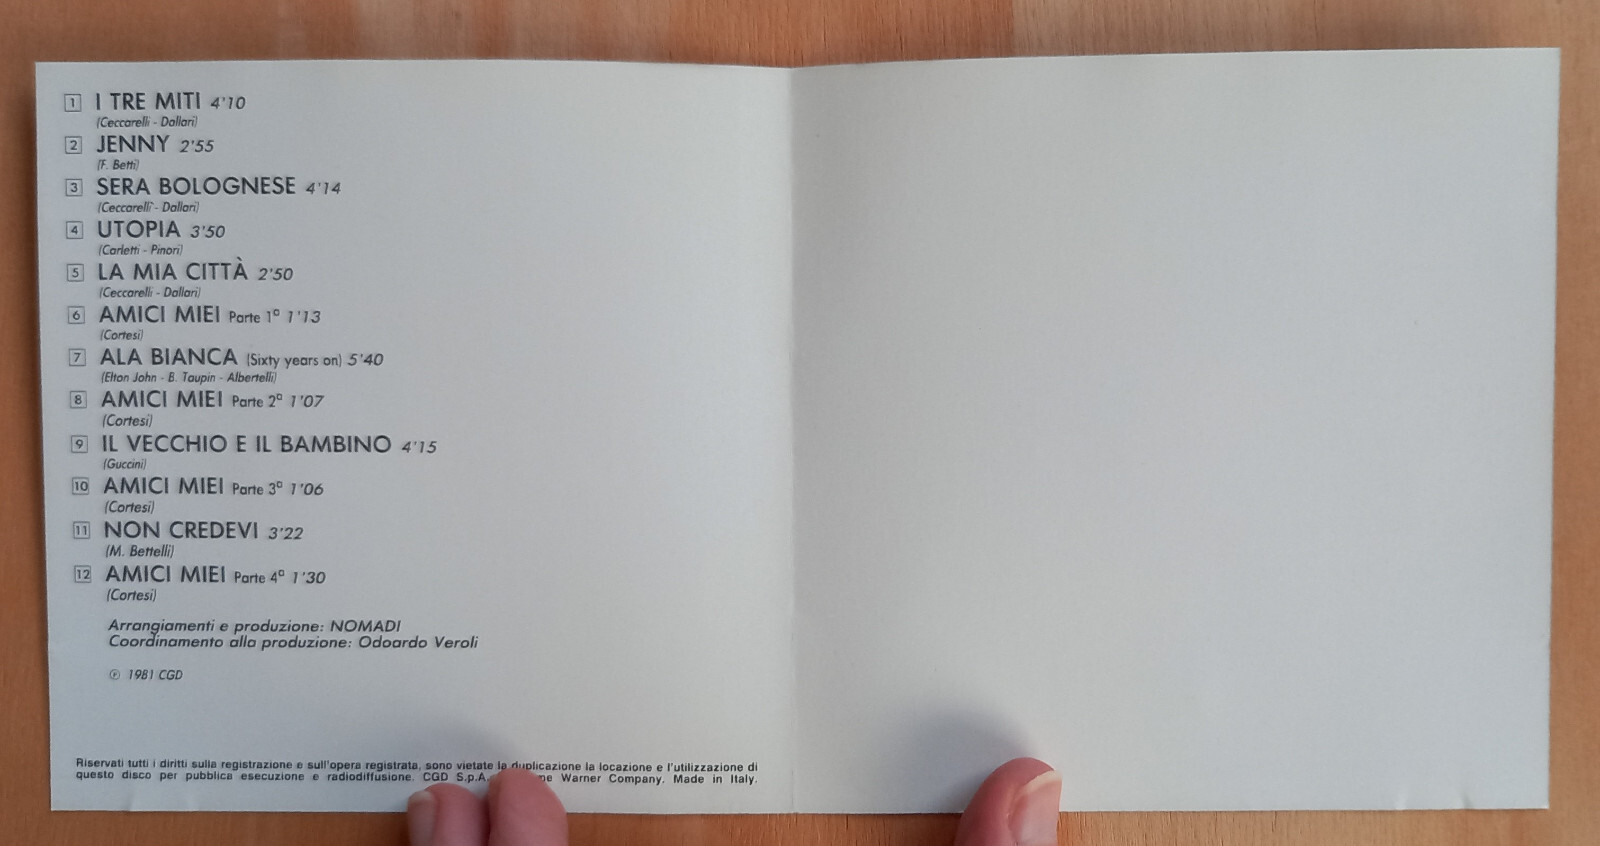 1 I TRE MITI 4'10
(Ceccarelli - Dallari)
2 JENNY 2'55
(F. Betti)
3 SERA BOLOGNESE 4'14
(Ceccarelli - Dallari)
4 UTOPIA 3'50
(Carletti - Pinori)
5 LA MIA CITTÀ 2'50
(Ceccarelli - Dallari)
6 AMICI MIEI Parte 1ª 1'13
(Cortesi)
7 ALA BIANCA (Sixty years on) 5'40
(Elton John - B. Taupin - Albertelli)
8 AMICI MIEI Parte 2ª 1'07
(Cortesi)
9 IL VECCHIO E IL BAMBINO 4'15
(Guccini)
10 AMICI MIEI Parte 3ª 1'06
(Cortesi)
11 NON CREDEVI 3'22
(M. Bettelli)
12 AMICI MIEI Parte 4ª 1'30
(Cortesi)
Arrangiamenti e produzione: NOMADI
Coordinamento alla produzione: Odoardo Veroli
℗ 1981 CGD
Riservati tutti i diritti sulla registrazione e sull'opera registrata, sono vietate la duplicazione la locazione e l'utilizzazione di
questo disco per pubblica esecuzione e radiodiffusione. CGD S.p.A. Warner Company. Made in Italy.